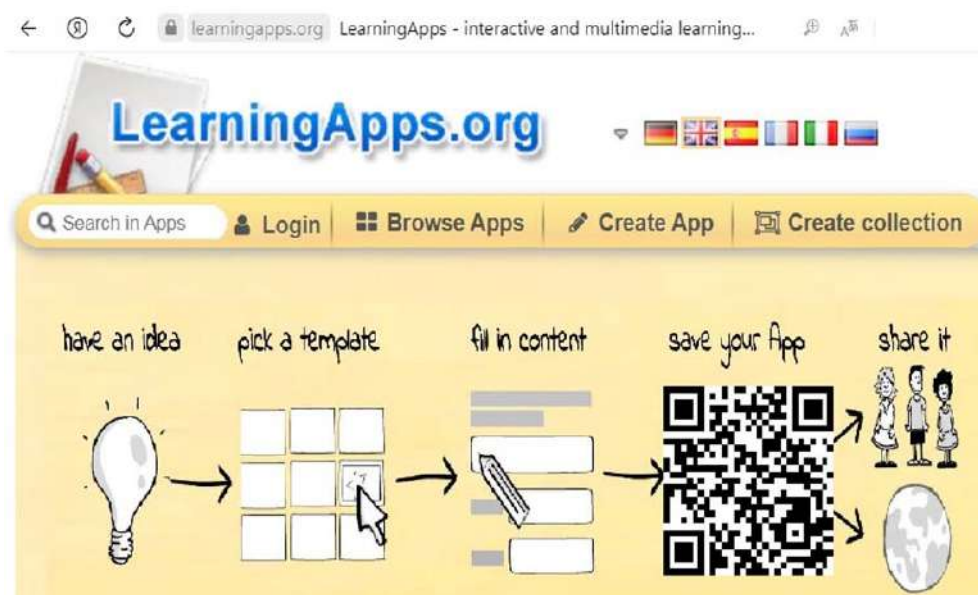 learningapps.org LearningApps - interactive and multimedia learning...
LearningApps.org
Search in Apps Login Browse Apps Create App Create collection
have an idea pick a template fill in content save your App share it